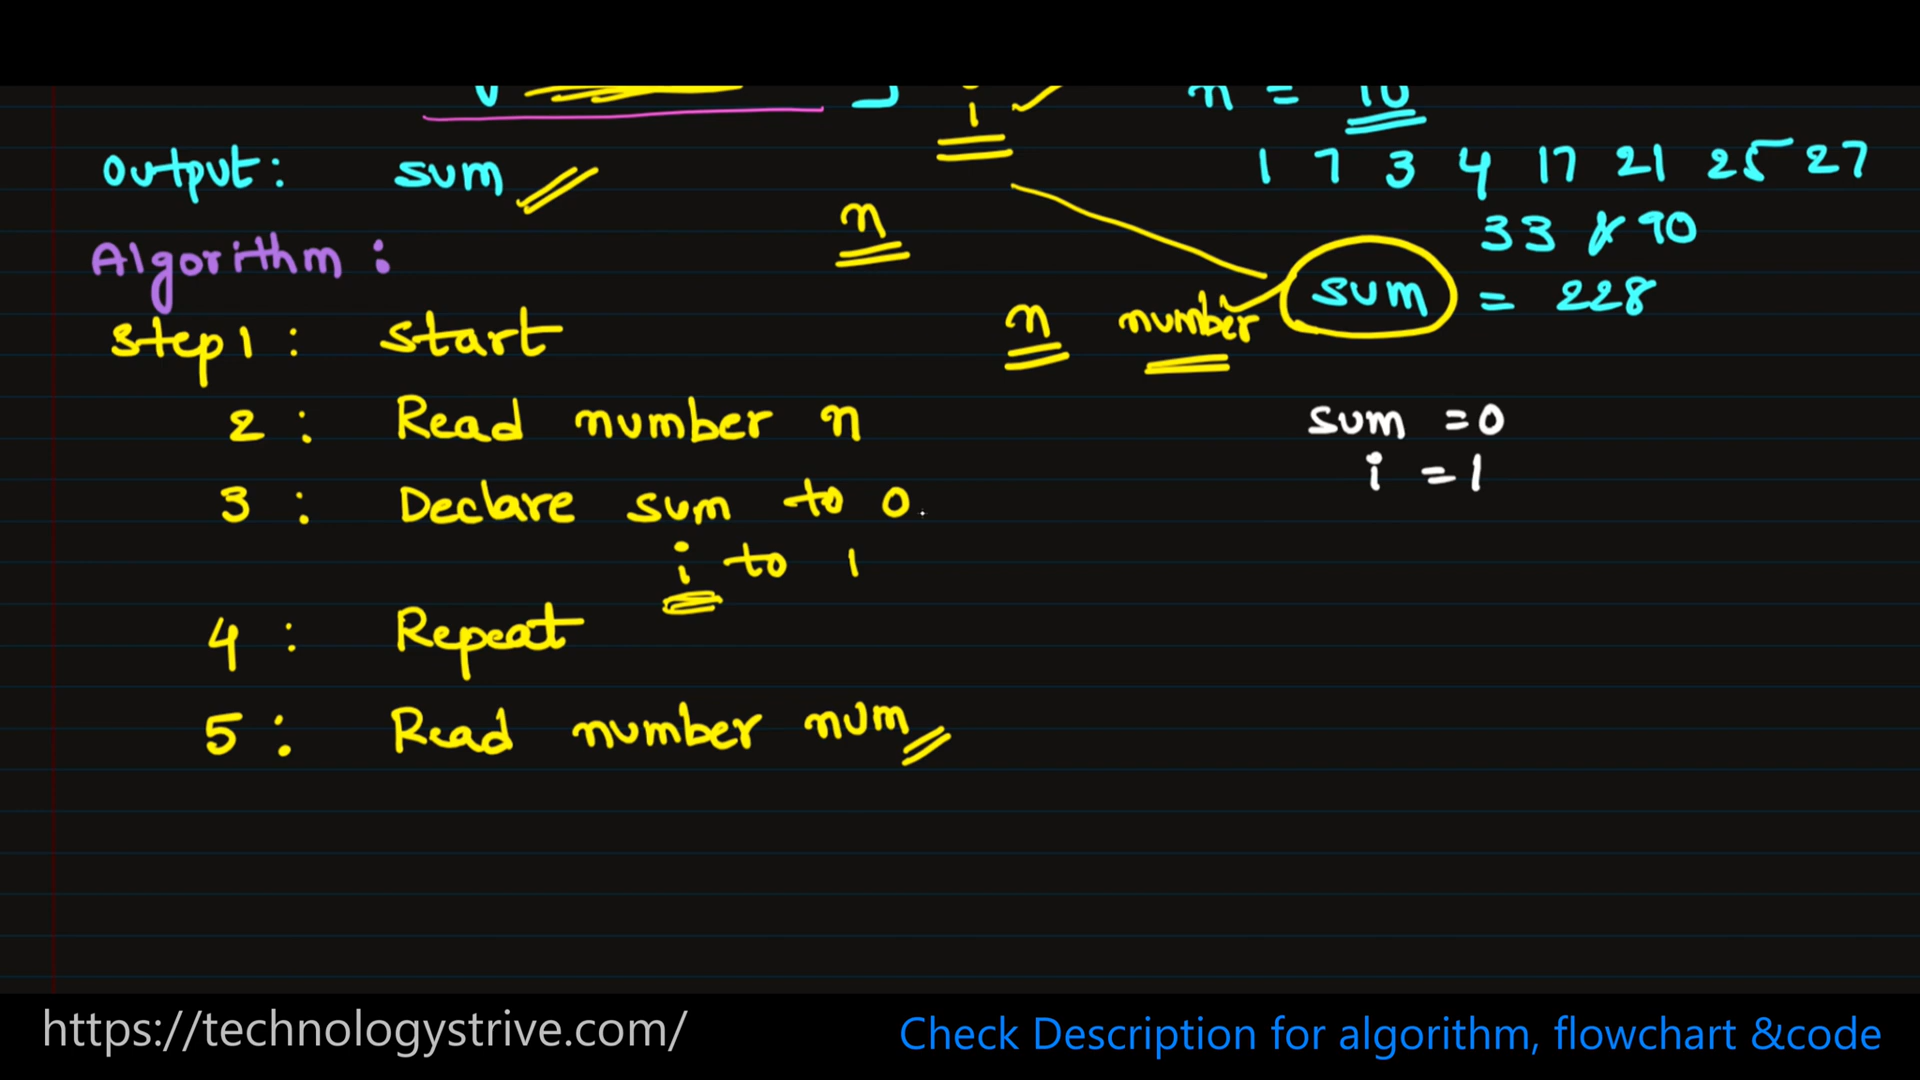 i n = 10
Output: sum 1 7 3 4 17 21 25 27
n 33 90
Algorithm: sum = 228
Step 1: Start n number
2: Read number n sum = 0
i = 1
3: Declare sum to 0.
i to 1
4: Repeat
5: Read number num
https://technologystrive.com/ Check Description for algorithm, flowchart &code